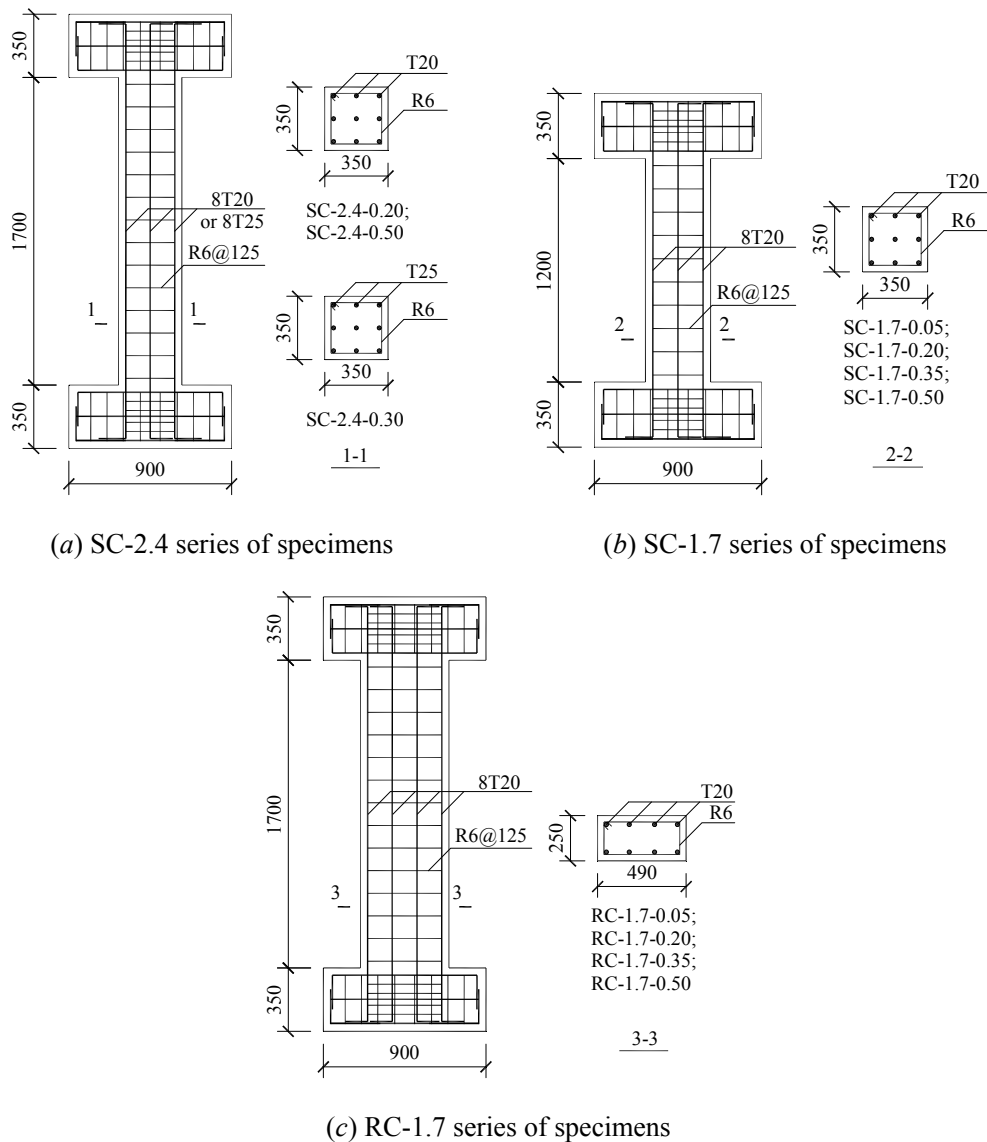 350
1700
350
900
8T20
or 8T25
R6@125
1
1
T20
R6
350
350
SC-2.4-0.20;
SC-2.4-0.50
T25
R6
350
350
SC-2.4-0.30
1-1
(a) SC-2.4 series of specimens
350
1200
350
900
8T20
R6@125
2
2
T20
R6
350
350
SC-1.7-0.05;
SC-1.7-0.20;
SC-1.7-0.35;
SC-1.7-0.50
2-2
(b) SC-1.7 series of specimens
350
1700
350
900
8T20
R6@125
3
3
T20
R6
250
490
RC-1.7-0.05;
RC-1.7-0.20;
RC-1.7-0.35;
RC-1.7-0.50
3-3
(c) RC-1.7 series of specimens